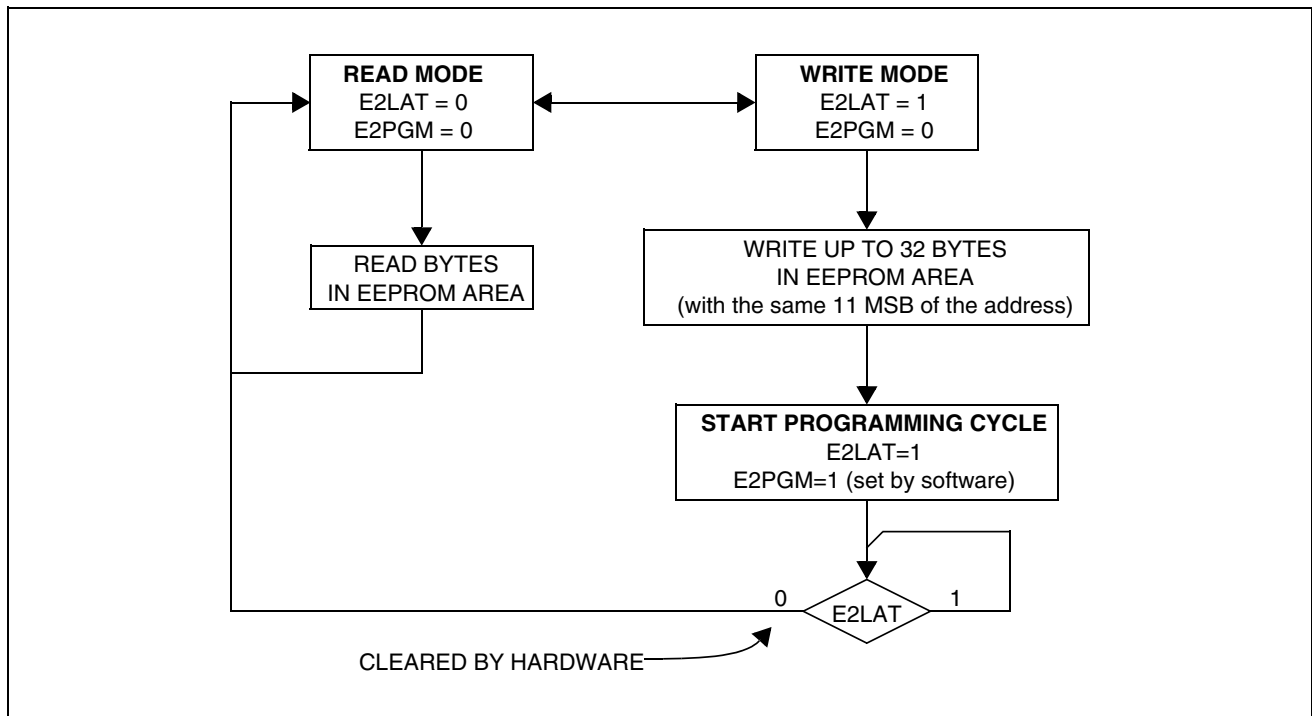 READ MODE
E2LAT = 0
E2PGM = 0
WRITE MODE
E2LAT = 1
E2PGM = 0
READ BYTES
IN EEPROM AREA
WRITE UP TO 32 BYTES
IN EEPROM AREA
(with the same 11 MSB of the address)
START PROGRAMMING CYCLE
E2LAT=1
E2PGM=1 (set by software)
0
E2LAT
1
CLEARED BY HARDWARE